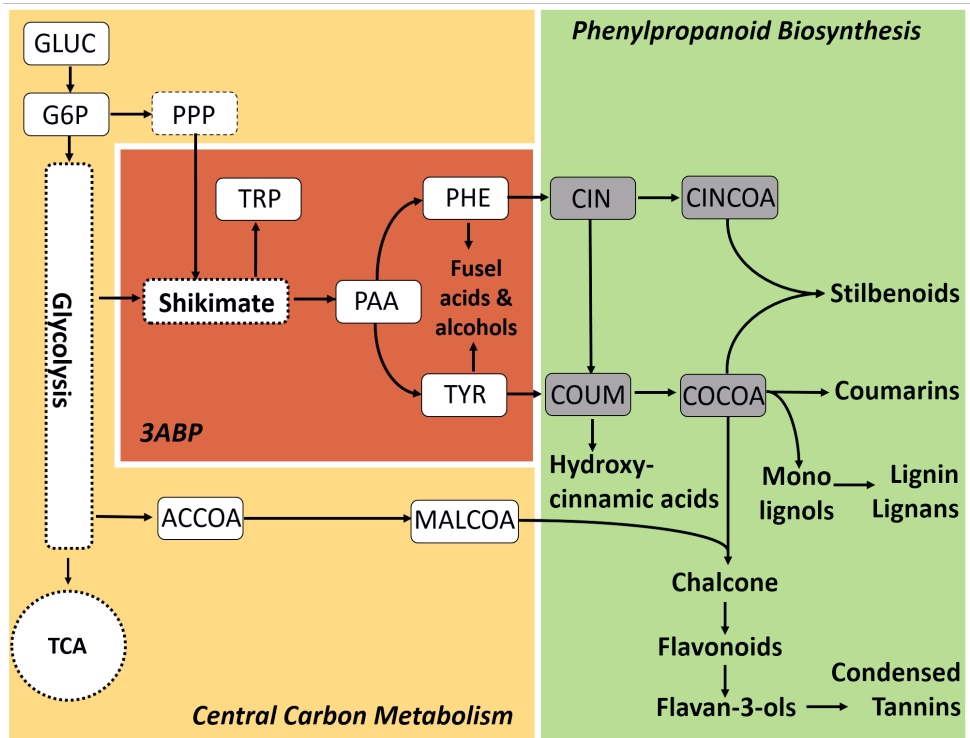 Phenylpropanoid Biosynthesis
GLUC
G6P
PPP
TRP
PHE
CIN
CINCOA
Fusel
acids &
alcohols
Glycolysis
Shikimate
PAA
Stilbenoids
TYR
COUM
COCOA
Coumarins
3ABP
Hydroxy-
cinnamic acids
Mono
lignols
Lignin
Lignans
ACCOA
MALCOA
Chalcone
TCA
Flavonoids
Flavan-3-ols
Condensed
Tannins
Central Carbon Metabolism